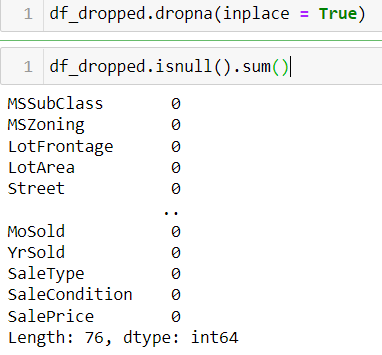 1 df_dropped.dropna(inplace = True)
1 df_dropped.isnull().sum()
MSSubClass 0
MSZoning 0
LotFrontage 0
LotArea 0
Street 0
..
MoSold 0
YrSold 0
SaleType 0
SaleCondition 0
SalePrice 0
Length: 76, dtype: int64